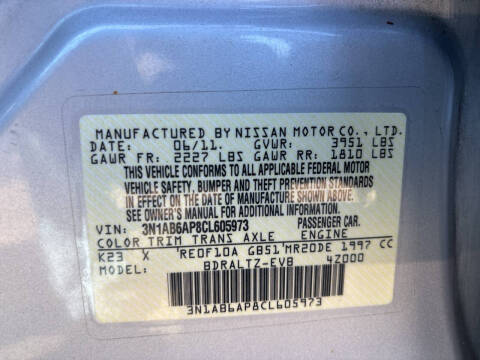 MANUFACTURED BY NISSAN MOTOR CO., LTD.
DATE: 06/11. GVWR: 3951 LBS
GAWR FR: 2227 LBS GAWR RR: 1810 LBS
THIS VEHICLE CONFORMS TO ALL APPLICABLE FEDERAL MOTOR
VEHICLE SAFETY, BUMPER AND THEFT PREVENTION STANDARDS
IN EFFECT ON THE DATE OF MANUFACTURE SHOWN ABOVE.
SEE OWNER'S MANUAL FOR ADDITIONAL INFORMATION.
VIN: 3N1AB6AP8CL605973 PASSENGER CAR.
COLOR TRIM TRANS AXLE ENGINE
K23 X 'RE0F10A GB51'MR20DE 1997 CC
MODEL: BDRALTZ-EVB 4Z000
3N1AB6AP8CL605973